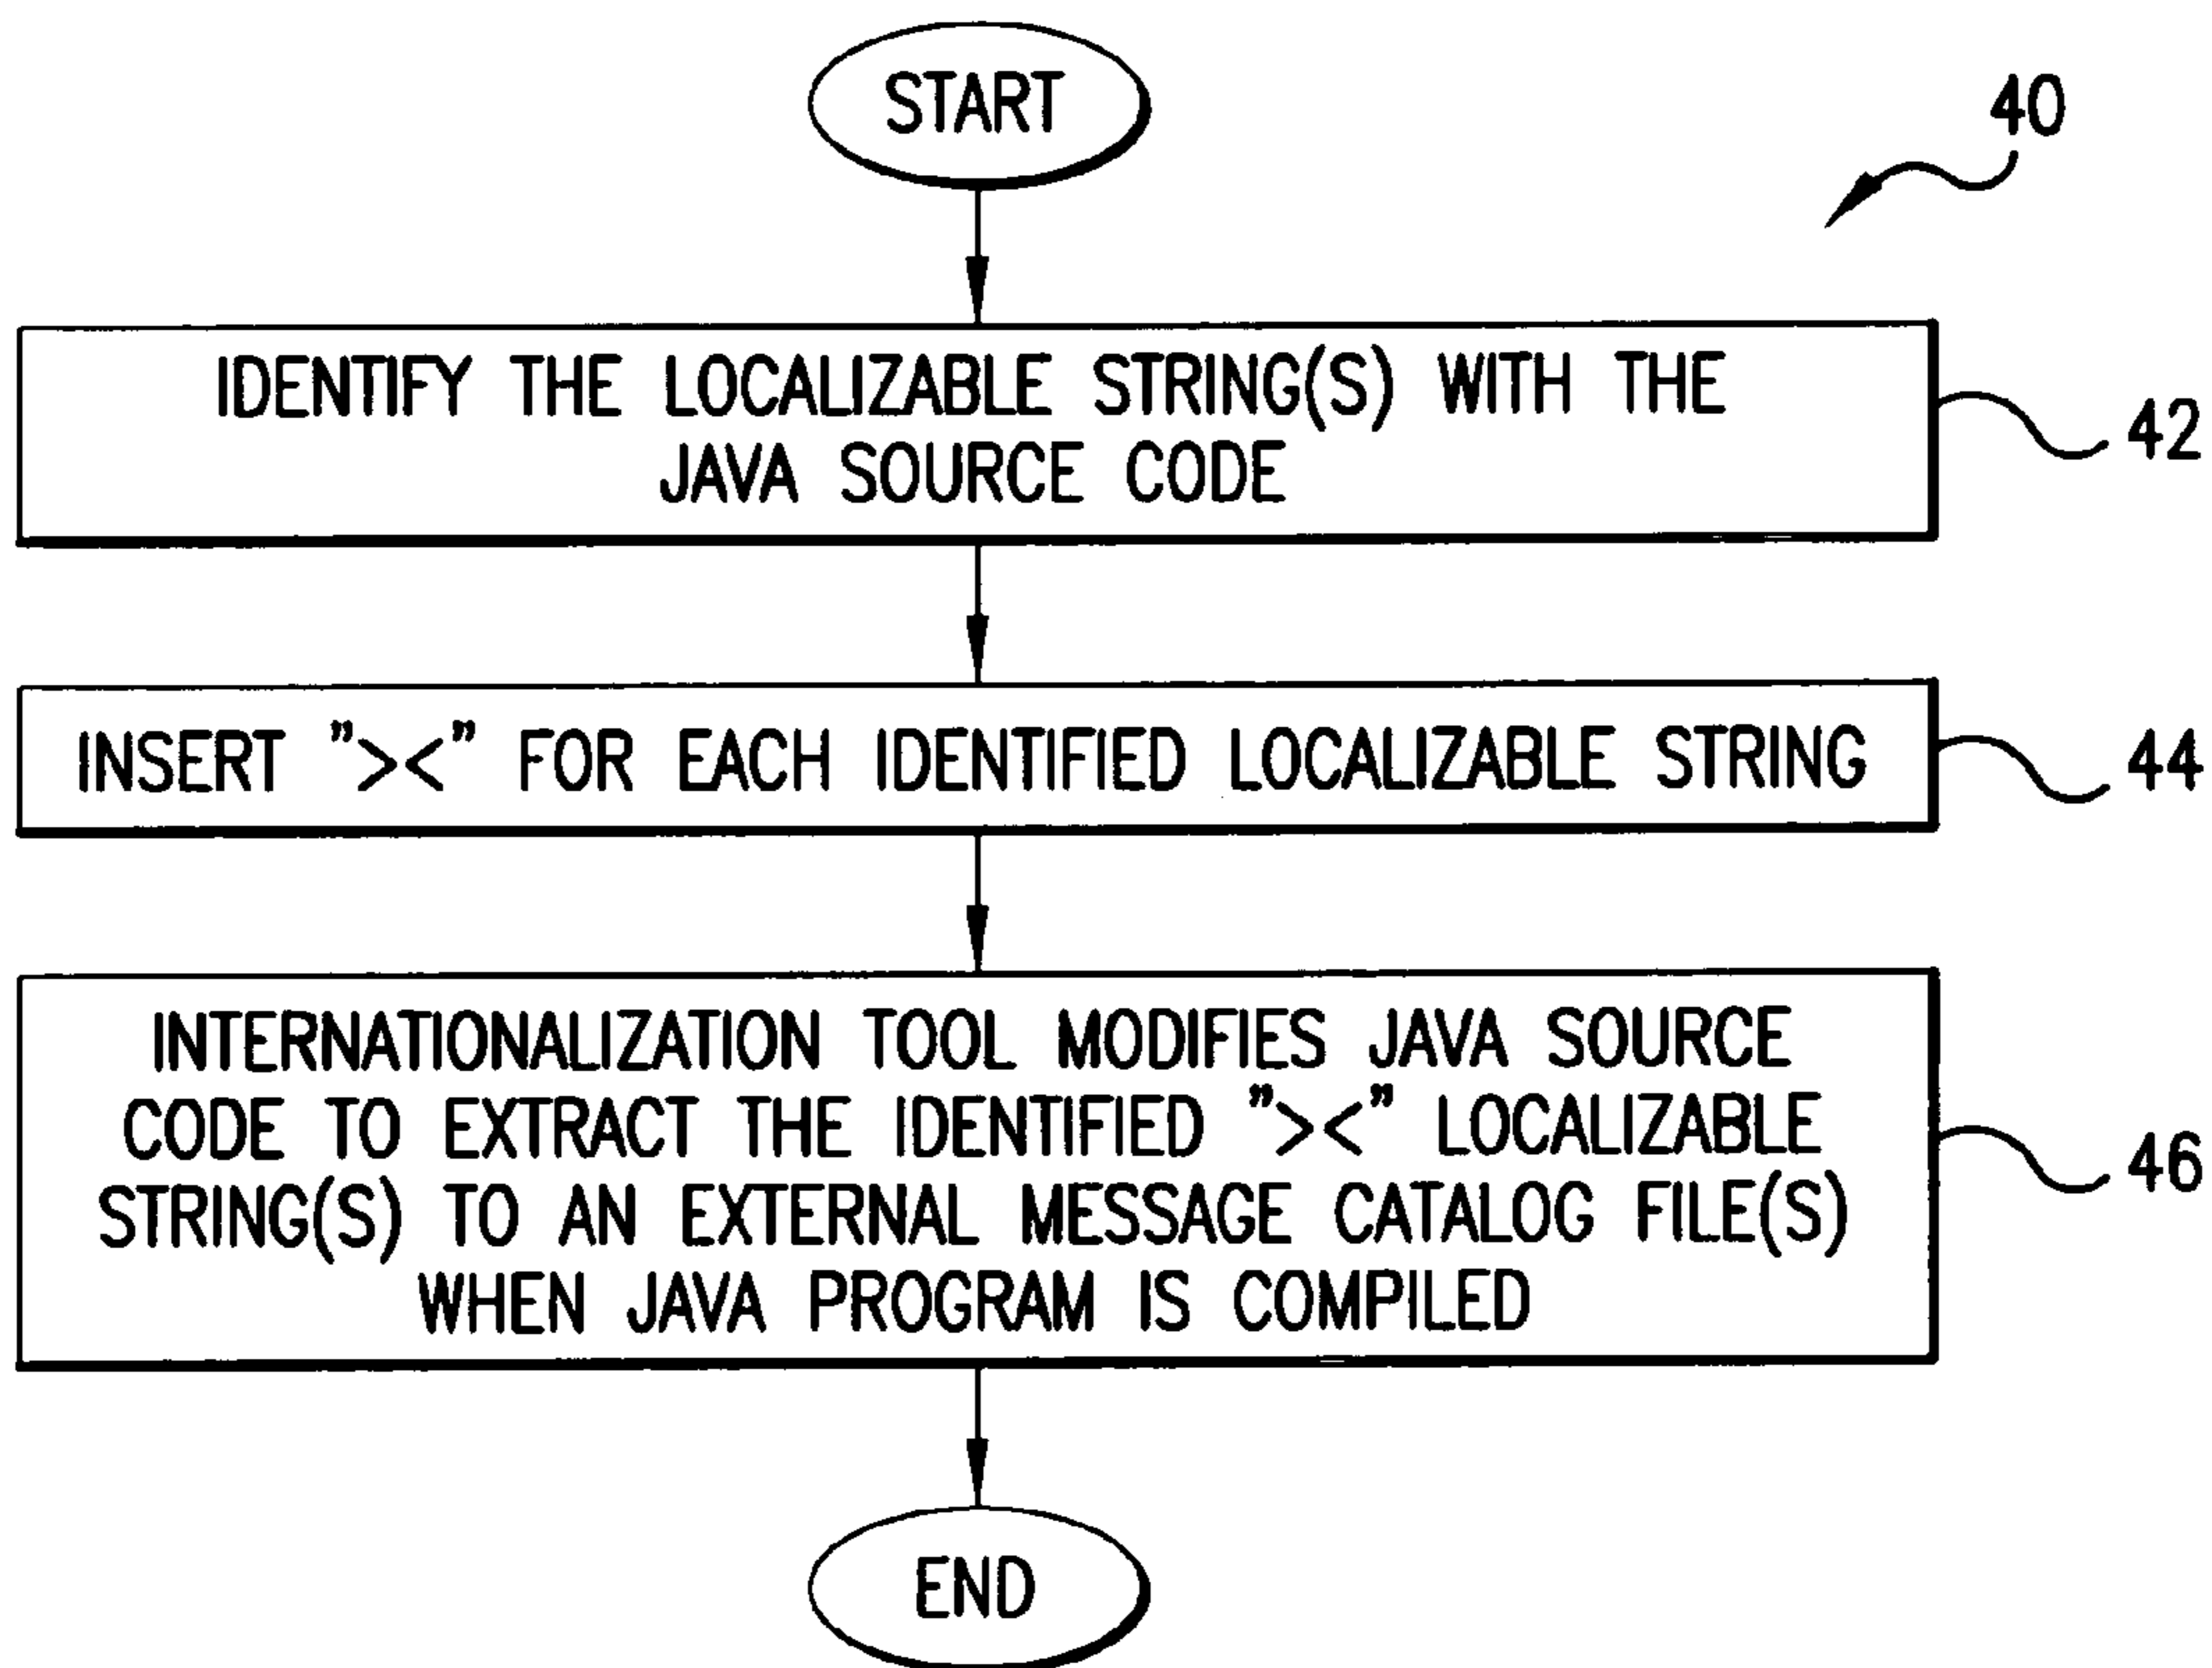 START
40
IDENTIFY THE LOCALIZABLE STRING(S) WITH THE
JAVA SOURCE CODE
42
INSERT "><" FOR EACH IDENTIFIED LOCALIZABLE STRING
44
INTERNATIONALIZATION TOOL MODIFIES JAVA SOURCE
CODE TO EXTRACT THE IDENTIFIED "><" LOCALIZABLE
STRING(S) TO AN EXTERNAL MESSAGE CATALOG FILE(S)
WHEN JAVA PROGRAM IS COMPILED
46
END